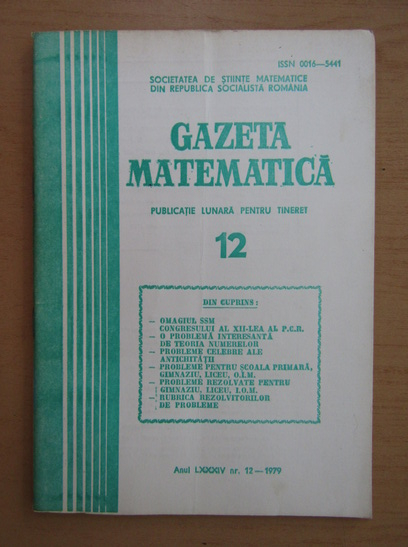 ISSN 0016—5441
SOCIETATEA DE ȘTIINȚE MATEMATICE
DIN REPUBLICA SOCIALISTĂ ROMÂNIA
GAZETA
MATEMATICĂ
PUBLICAȚIE LUNARĂ PENTRU TINERET
12
DIN CUPRINS :
— OMAGIUL SSM
CONGRESULUI AL XII-LEA AL P.C.R.
— O PROBLEMĂ INTERESANTĂ
DE TEORIA NUMERELOR
— PROBLEME CELEBRE ALE
ANTICHITĂȚII
— PROBLEME PENTRU ȘCOALA PRIMARĂ,
GIMNAZIU, LICEU, O.I.M.
— PROBLEME REZOLVATE PENTRU
GIMNAZIU, LICEU, I.O.M.
— RUBRICA REZOLVITORILOR
DE PROBLEME
Anul LXXXIV nr. 12 — 1979